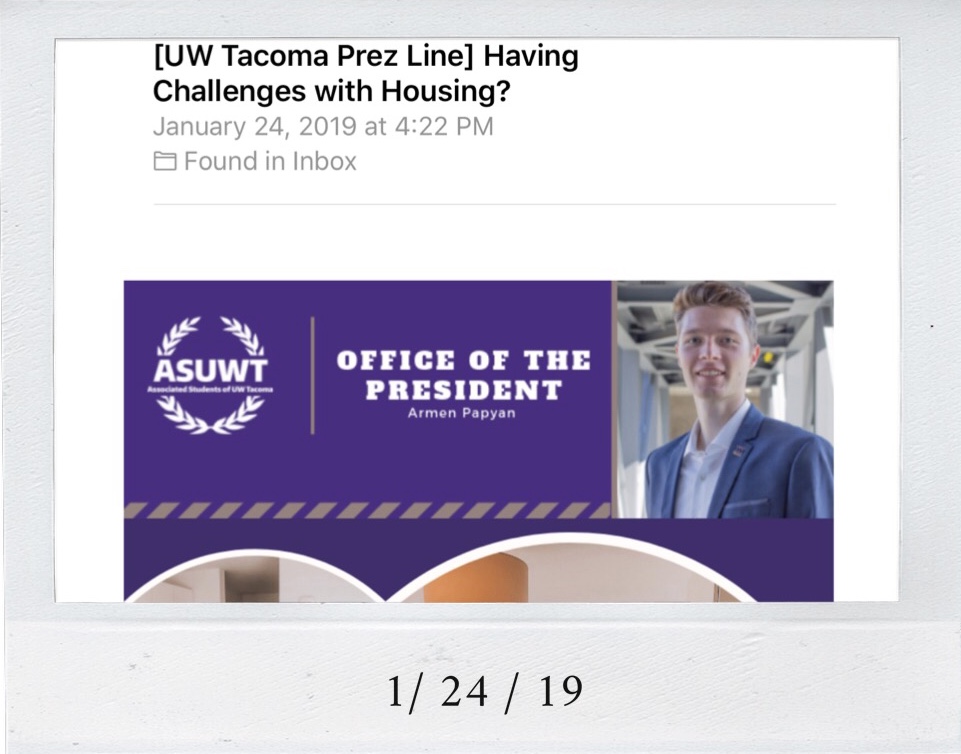 [UW Tacoma Prez Line] Having
Challenges with Housing?
January 24, 2019 at 4:22 PM
Found in Inbox
ASUWT
Associated Students of UW Tacoma
OFFICE OF THE
PRESIDENT
Armen Papyan
1/ 24 / 19